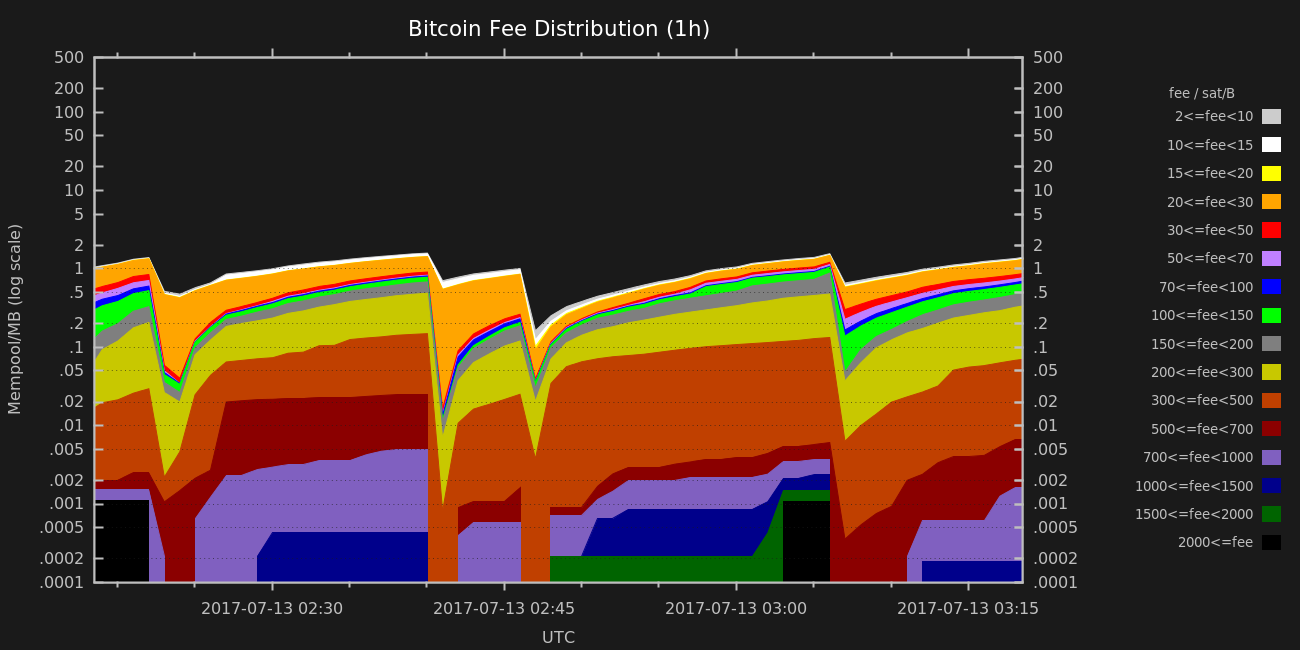 Bitcoin Fee Distribution (1h)
Mempool/MB (log scale)
500
200
100
50
20
10
5
2
1
.5
.2
.1
.05
.02
.01
.005
.002
.001
.0005
.0002
.0001
500
200
100
50
20
10
5
2
1
.5
.2
.1
.05
.02
.01
.005
.002
.001
.0005
.0002
.0001
2017-07-13 02:30
2017-07-13 02:45
2017-07-13 03:00
2017-07-13 03:15
UTC
fee / sat/B
2<=fee<10
10<=fee<15
15<=fee<20
20<=fee<30
30<=fee<50
50<=fee<70
70<=fee<100
100<=fee<150
150<=fee<200
200<=fee<300
300<=fee<500
500<=fee<700
700<=fee<1000
1000<=fee<1500
1500<=fee<2000
2000<=fee